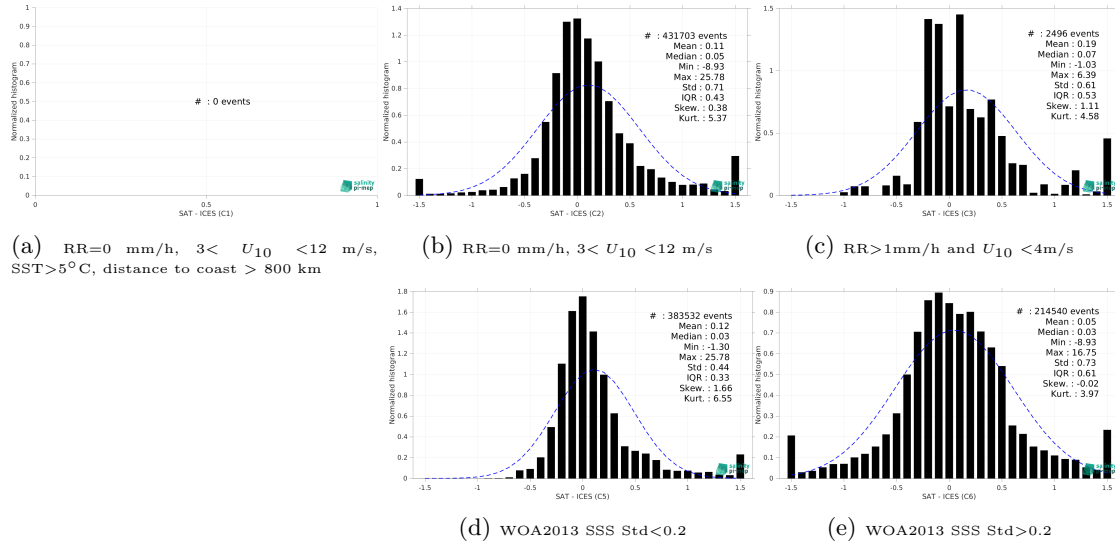 1
0.9
0.8
0.7
0.6
0.5
0.4
0.3
0.2
0.1
0
Normalized histogram
# : 0 events
salinity
pi-mep
0
0.5
1
SAT - ICES (C1)
(a) RR=0 mm/h, 3< U10 <12 m/s,
SST>5°C, distance to coast > 800 km
1.4
1.2
1
0.8
0.6
0.4
0.2
0
Normalized histogram
# : 431703 events
Mean : 0.11
Median : 0.05
Min : -8.93
Max : 25.78
Std : 0.71
IQR : 0.43
Skew. : 0.38
Kurt. : 5.37
salinity
pi-mep
-1.5 -1 -0.5 0 0.5 1 1.5
SAT - ICES (C2)
(b) RR=0 mm/h, 3< U10 <12 m/s
1.5
1
0.5
0
Normalized histogram
# : 2496 events
Mean : 0.19
Median : 0.07
Min : -1.03
Max : 6.39
Std : 0.61
IQR : 0.53
Skew. : 1.11
Kurt. : 4.58
salinity
pi-mep
-1.5 -1 -0.5 0 0.5 1 1.5
SAT - ICES (C3)
(c) RR>1mm/h and U10 <4m/s
1.8
1.6
1.4
1.2
1
0.8
0.6
0.4
0.2
0
Normalized histogram
# : 383532 events
Mean : 0.12
Median : 0.03
Min : -1.30
Max : 25.78
Std : 0.44
IQR : 0.33
Skew. : 1.66
Kurt. : 6.55
salinity
pi-mep
-1.5 -1 -0.5 0 0.5 1 1.5
SAT - ICES (C5)
(d) WOA2013 SSS Std<0.2
0.9
0.8
0.7
0.6
0.5
0.4
0.3
0.2
0.1
0
Normalized histogram
# : 214540 events
Mean : 0.05
Median : 0.03
Min : -8.93
Max : 16.75
Std : 0.73
IQR : 0.61
Skew. : -0.02
Kurt. : 3.97
salinity
pi-mep
-1.5 -1 -0.5 0 0.5 1 1.5
SAT - ICES (C6)
(e) WOA2013 SSS Std>0.2